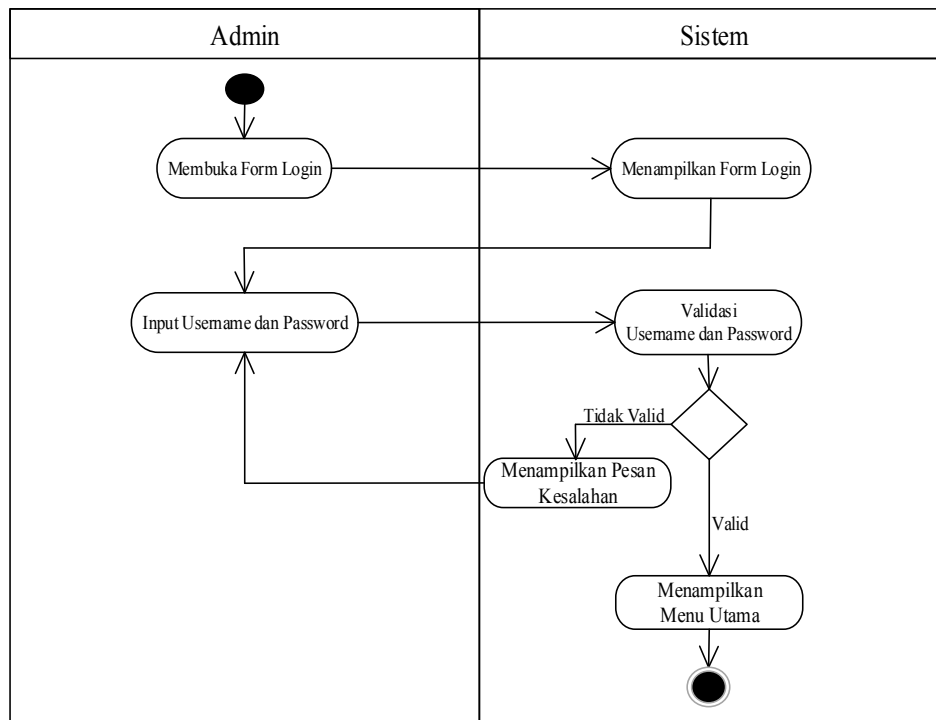 Admin
Sistem
Membuka Form Login
Menampilkan Form Login
Input Username dan Password
Validasi
Username dan Password
Tidak Valid
Menampilkan Pesan
Kesalahan
Valid
Menampilkan
Menu Utama